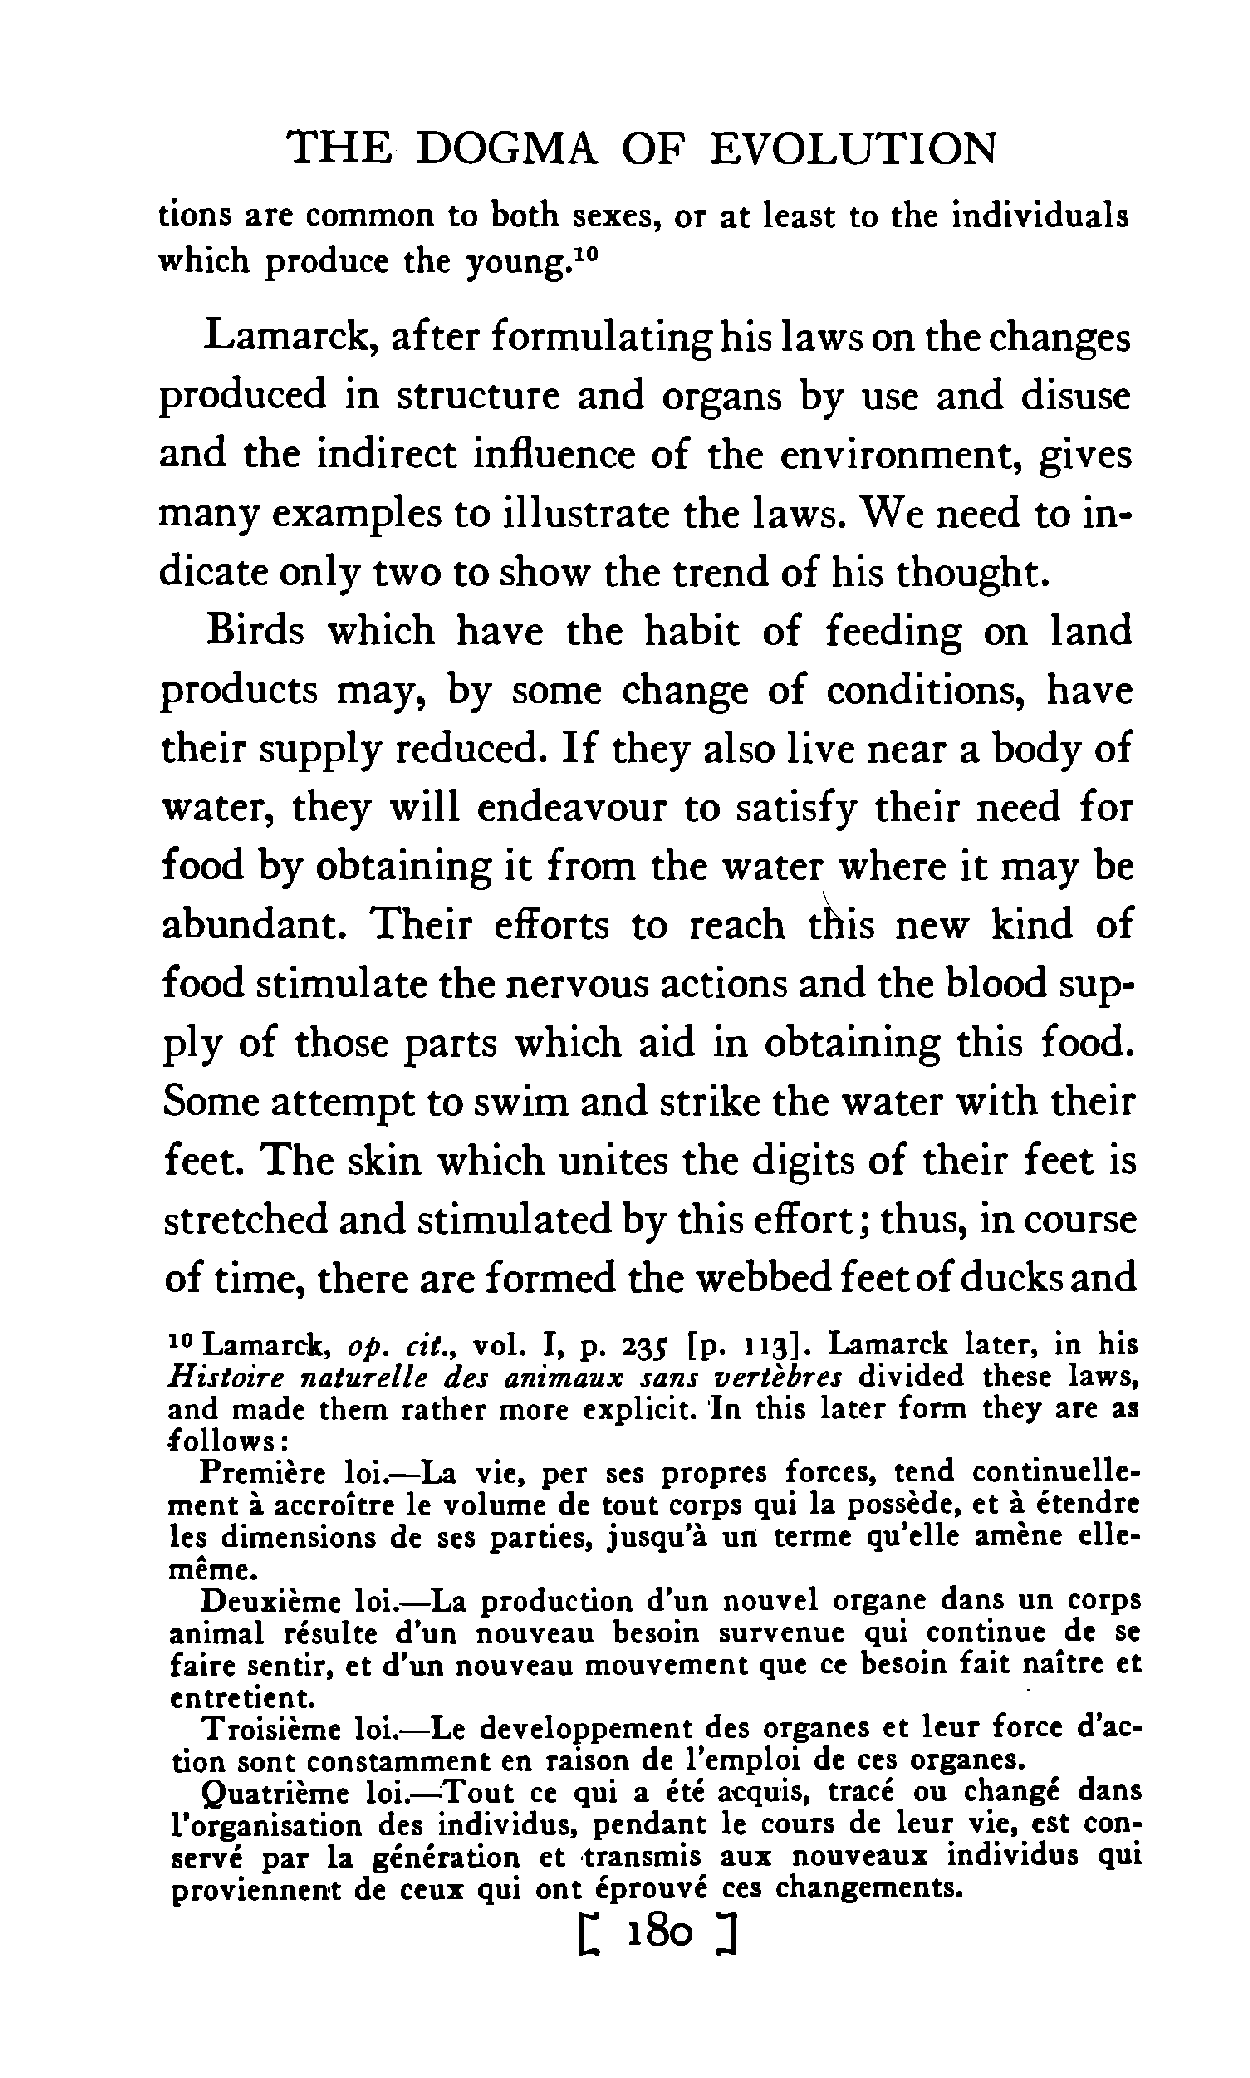 THE DOGMA OF EVOLUTION
tions are common to both sexes, or at least to the individuals
which produce the young.¹⁰
Lamarck, after formulating his laws on the changes
produced in structure and organs by use and disuse
and the indirect influence of the environment, gives
many examples to illustrate the laws. We need to in-
dicate only two to show the trend of his thought.
Birds which have the habit of feeding on land
products may, by some change of conditions, have
their supply reduced. If they also live near a body of
water, they will endeavour to satisfy their need for
food by obtaining it from the water where it may be
abundant. Their efforts to reach this new kind of
food stimulate the nervous actions and the blood sup-
ply of those parts which aid in obtaining this food.
Some attempt to swim and strike the water with their
feet. The skin which unites the digits of their feet is
stretched and stimulated by this effort; thus, in course
of time, there are formed the webbed feet of ducks and
¹⁰ Lamarck, op. cit., vol. I, p. 235 [p. 113]. Lamarck later, in his
Histoire naturelle des animaux sans vertèbres divided these laws,
and made them rather more explicit. In this later form they are as
follows:
Première loi.—La vie, per ses propres forces, tend continuelle-
ment à accroître le volume de tout corps qui la possède, et à étendre
les dimensions de ses parties, jusqu'à un terme qu'elle amène elle-
même.
Deuxième loi.—La production d'un nouvel organe dans un corps
animal résulte d'un nouveau besoin survenue qui continue de se
faire sentir, et d'un nouveau mouvement que ce besoin fait naître et
entretient.
Troisième loi.—Le developpement des organes et leur force d'ac-
tion sont constamment en raison de l'emploi de ces organes.
Quatrième loi.—Tout ce qui a été acquis, tracé ou changé dans
l'organisation des individus, pendant le cours de leur vie, est con-
servé par la génération et transmis aux nouveaux individus qui
proviennent de ceux qui ont éprouvé ces changements.
[ 180 ]